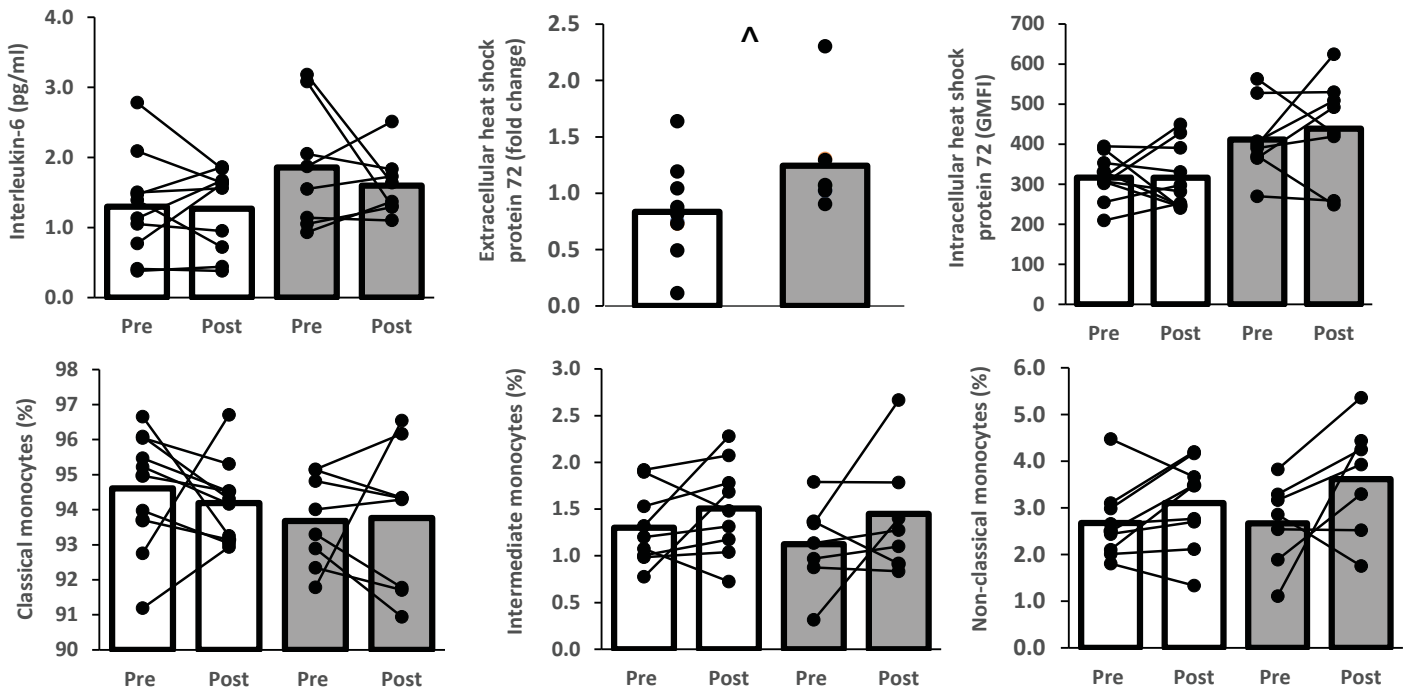 Interleukin-6 (pg/ml)
4.0
3.0
2.0
1.0
0.0
Pre
Post
Pre
Post
Extracellular heat shock
protein 72 (fold change)
2.5
2.0
1.5
1.0
0.5
0.0
^
Intracellular heat shock
protein 72 (GMFI)
700
600
500
400
300
200
100
0
Pre
Post
Pre
Post
Classical monocytes (%)
98
97
96
95
94
93
92
91
90
Pre
Post
Pre
Post
Intermediate monocytes (%)
3.0
2.5
2.0
1.5
1.0
0.5
0.0
Pre
Post
Pre
Post
Non-classical monocytes (%)
6.0
5.0
4.0
3.0
2.0
1.0
0.0
Pre
Post
Pre
Post